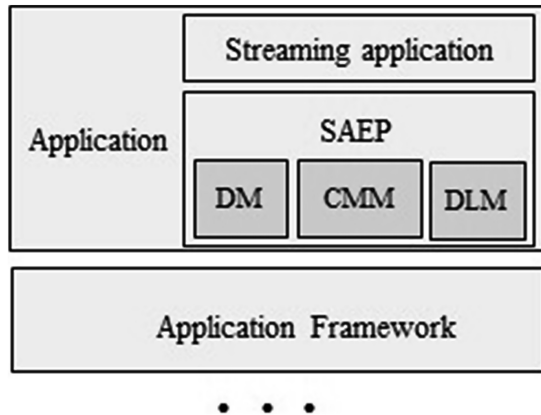 Streaming application
Application
SAEP
DM
CMM
DLM
Application Framework
• • •